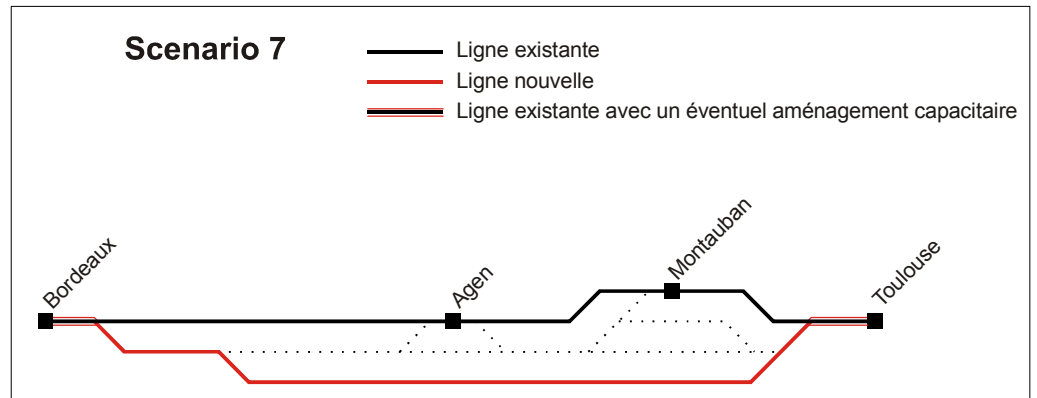 Scenario 7
Ligne existante
Ligne nouvelle
Ligne existante avec un éventuel aménagement capacitaire
Bordeaux
Agen
Montauban
Toulouse